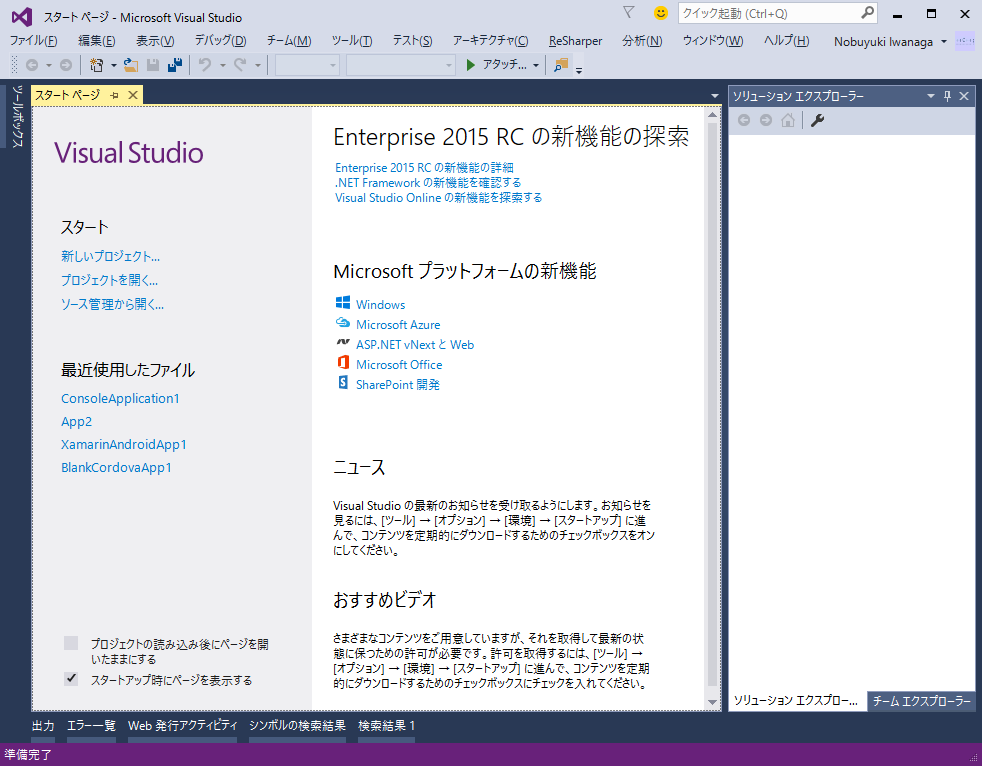 スタート ページ - Microsoft Visual Studio
クイック起動 (Ctrl+Q)
ファイル(F) 編集(E) 表示(V) デバッグ(D) チーム(M) ツール(T) テスト(S) アーキテクチャ(C) ReSharper 分析(N) ウィンドウ(W) ヘルプ(H) Nobuyuki Iwanaga
アタッチ...
ツールボックス
スタート ページ
Visual Studio
スタート
新しいプロジェクト...
プロジェクトを開く...
ソース管理から開く...
最近使用したファイル
ConsoleApplication1
App2
XamarinAndroidApp1
BlankCordovaApp1
プロジェクトの読み込み後にページを開
いたままにする
スタートアップ時にページを表示する
Enterprise 2015 RC の新機能の探索
Enterprise 2015 RC の新機能の詳細
.NET Framework の新機能を確認する
Visual Studio Online の新機能を探索する
Microsoft プラットフォームの新機能
Windows
Microsoft Azure
ASP.NET vNext と Web
Microsoft Office
SharePoint 開発
ニュース
Visual Studio の最新のお知らせを受け取るようにします。お知らせを
見るには、[ツール] → [オプション] → [環境] → [スタートアップ] に進
んで、コンテンツを定期的にダウンロードするためのチェックボックスをオン
にしてください。
おすすめビデオ
さまざまなコンテンツをご用意していますが、それを取得して最新の状
態に保つための許可が必要です。許可を取得するには、[ツール] →
[オプション] → [環境] → [スタートアップ] に進んで、コンテンツを定期
的にダウンロードするためのチェックボックスにチェックを入れてください。
ソリューション エクスプローラー
ソリューション エクスプロー... チーム エクスプローラー
出力 エラー一覧 Web 発行アクティビティ シンボルの検索結果 検索結果 1
準備完了